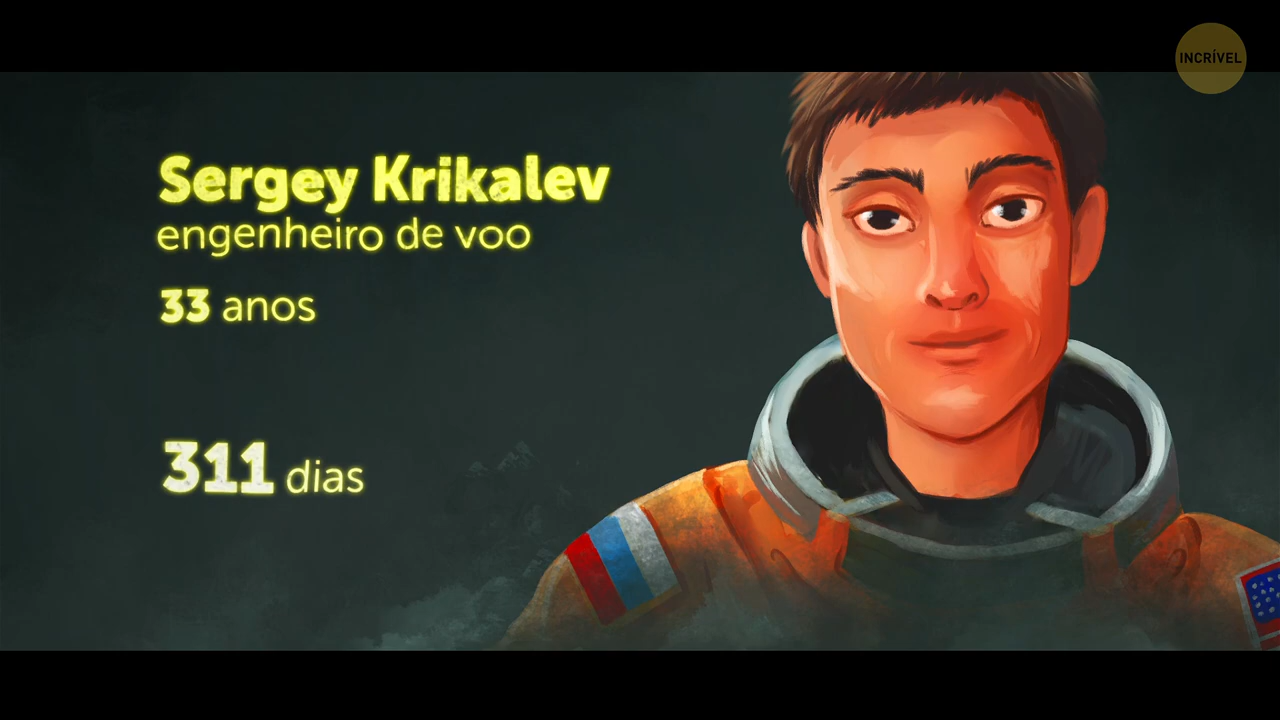 INCRÍVEL
Sergey Krikalev
engenheiro de voo
33 anos
311 dias